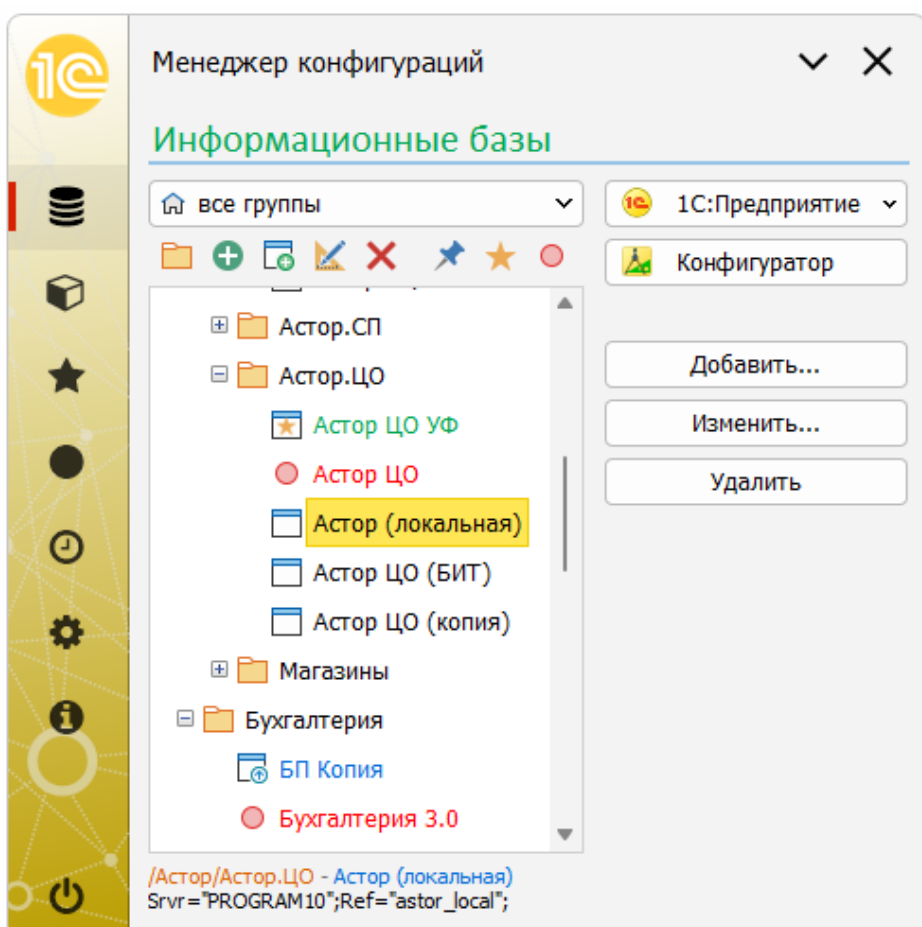 1С
Менеджер конфигураций
Информационные базы
все группы
1С:Предприятие
Конфигуратор
Астор.СП
Добавить...
Астор.ЦО
Изменить...
Астор ЦО УФ
Удалить
Астор ЦО
Астор (локальная)
Астор ЦО (БИТ)
Астор ЦО (копия)
Магазины
Бухгалтерия
БП Копия
Бухгалтерия 3.0
/Астор/Астор.ЦО - Астор (локальная)
Srvr="PROGRAM10";Ref="astor_local";